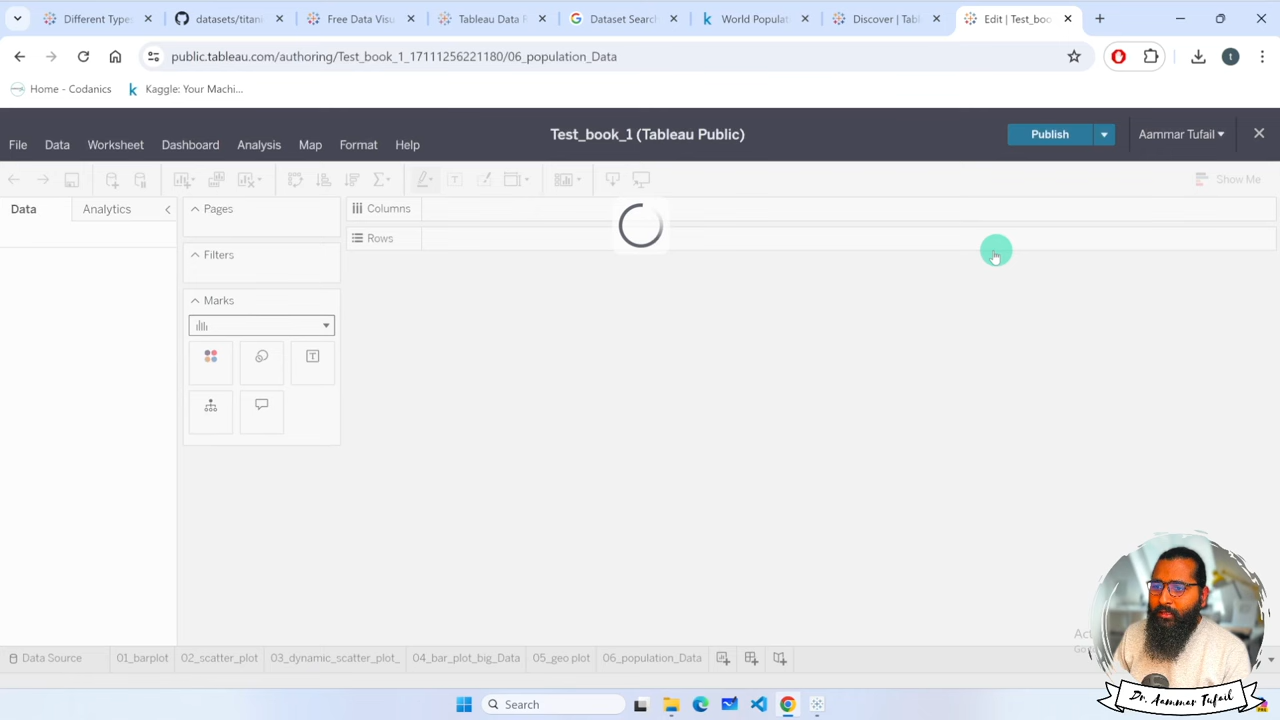 Different Types
datasets/titan
Free Data Visu
Tableau Data F
Dataset Search
World Populat
Discover | Tabl
Edit | Test_boo
public.tableau.com/authoring/Test_book_1_17111256221180/06_population_Data
Home - Codanics
Kaggle: Your Machi...
Test_book_1 (Tableau Public)
Publish
Aammar Tufail
File Data Worksheet Dashboard Analysis Map Format Help
Show Me
Data Analytics
Pages
Columns
Rows
Filters
Marks
Data Source 01_barplot 02_scatter_plot 03_dynamic_scatter_plot_ 04_bar_plot_big_Data 05_geo plot 06_population_Data
Search
Dr. Aammar Tufail